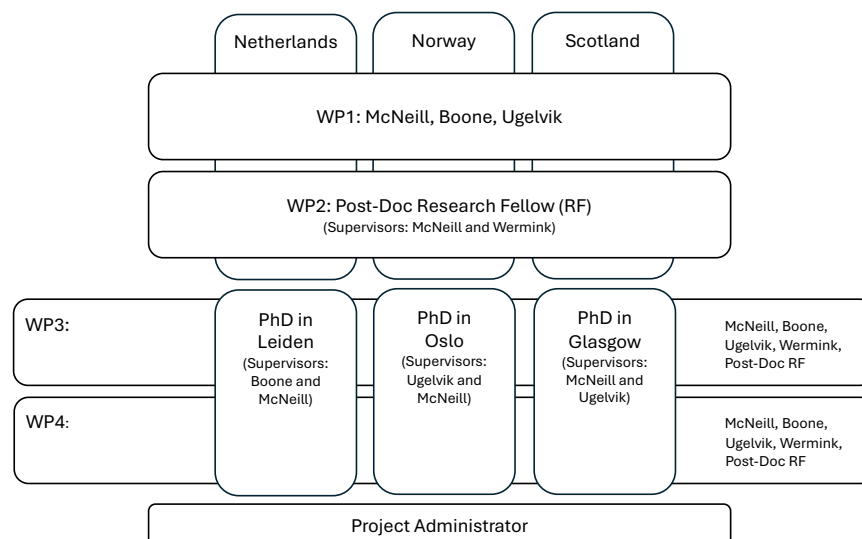 Netherlands
Norway
Scotland
WP1: McNeill, Boone, Ugelvik
WP2: Post-Doc Research Fellow (RF)
(Supervisors: McNeill and Wermink)
WP3:
PhD in
Leiden
(Supervisors:
Boone and
McNeill)
PhD in
Oslo
(Supervisors:
Ugelvik and
McNeill)
PhD in
Glasgow
(Supervisors:
McNeill and
Ugelvik)
McNeill, Boone,
Ugelvik, Wermink,
Post-Doc RF
WP4:
McNeill, Boone,
Ugelvik, Wermink,
Post-Doc RF
Project Administrator